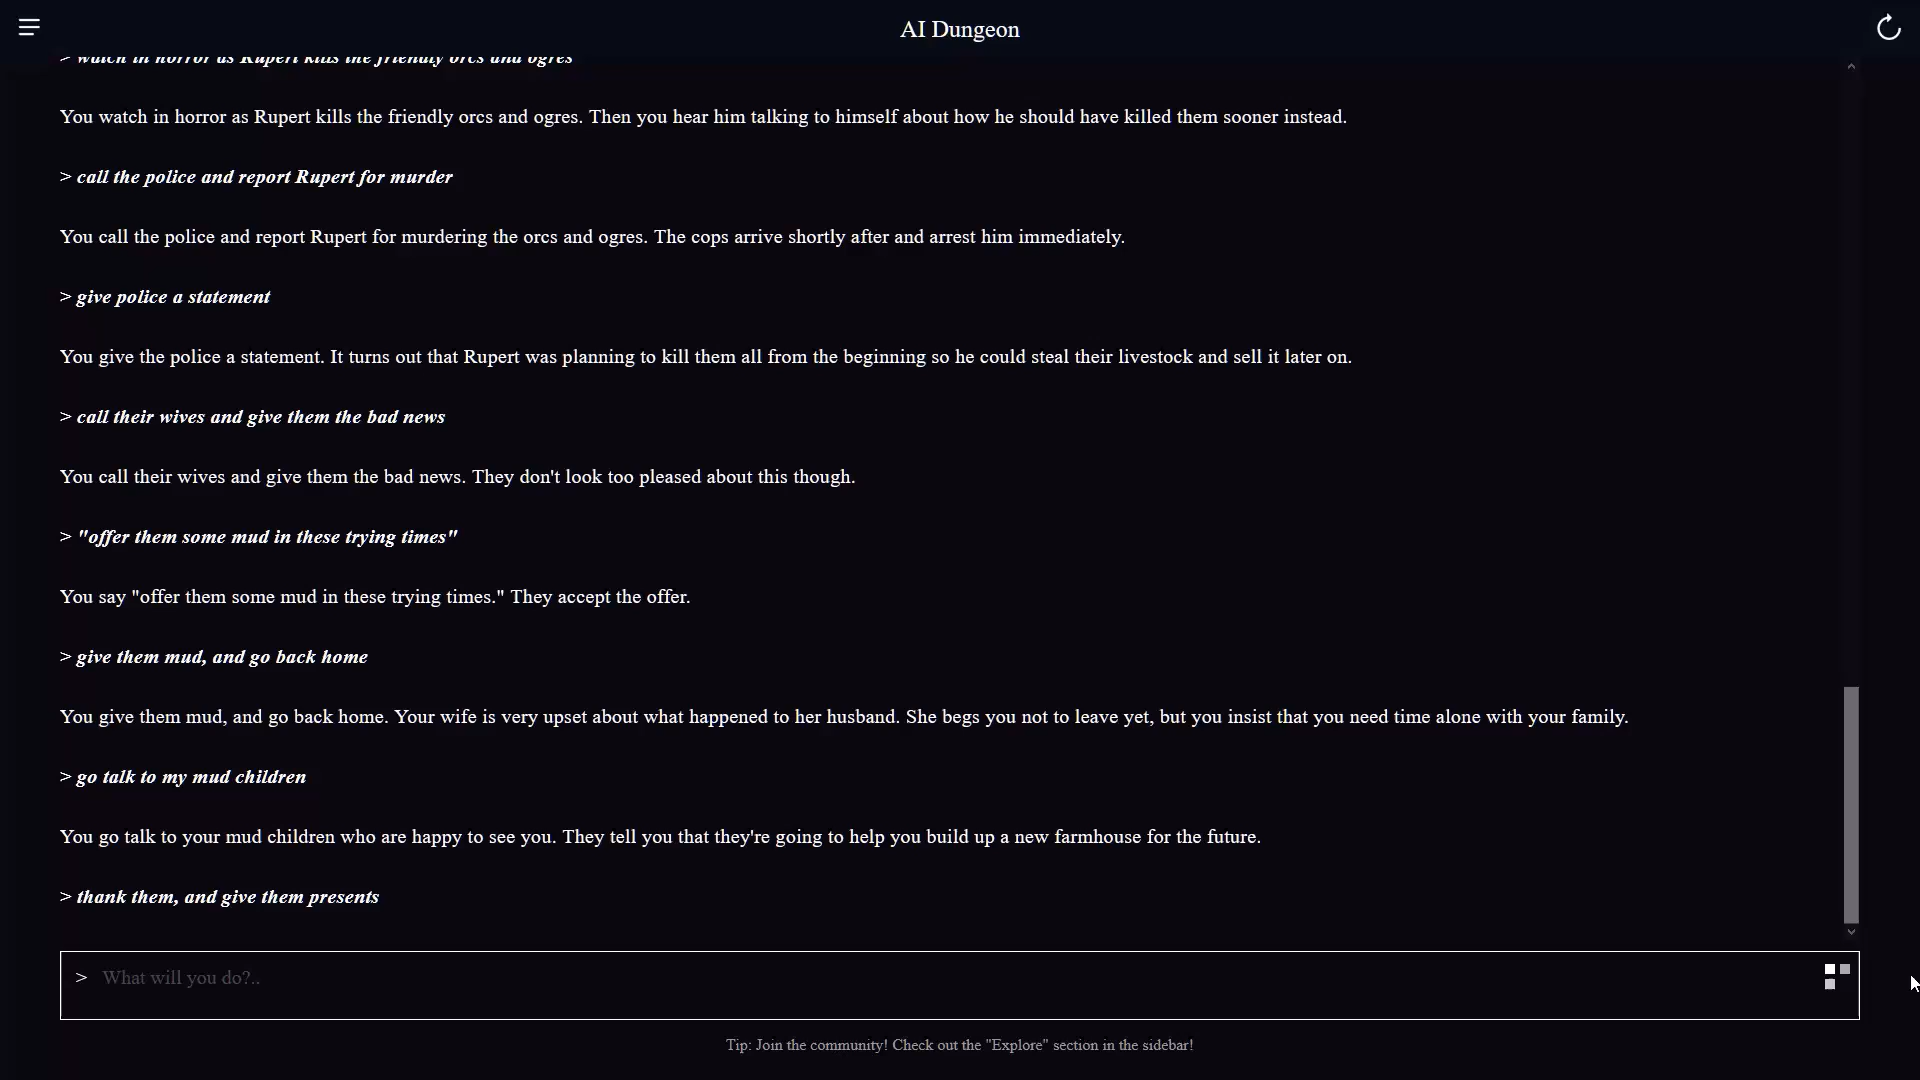 AI Dungeon
> watch in horror as Rupert kills the friendly orcs and ogres
You watch in horror as Rupert kills the friendly orcs and ogres. Then you hear him talking to himself about how he should have killed them sooner instead.
> call the police and report Rupert for murder
You call the police and report Rupert for murdering the orcs and ogres. The cops arrive shortly after and arrest him immediately.
> give police a statement
You give the police a statement. It turns out that Rupert was planning to kill them all from the beginning so he could steal their livestock and sell it later on.
> call their wives and give them the bad news
You call their wives and give them the bad news. They don't look too pleased about this though.
> "offer them some mud in these trying times"
You say "offer them some mud in these trying times." They accept the offer.
> give them mud, and go back home
You give them mud, and go back home. Your wife is very upset about what happened to her husband. She begs you not to leave yet, but you insist that you need time alone with your family.
> go talk to my mud children
You go talk to your mud children who are happy to see you. They tell you that they're going to help you build up a new farmhouse for the future.
> thank them, and give them presents
> What will you do?..
Tip: Join the community! Check out the "Explore" section in the sidebar!